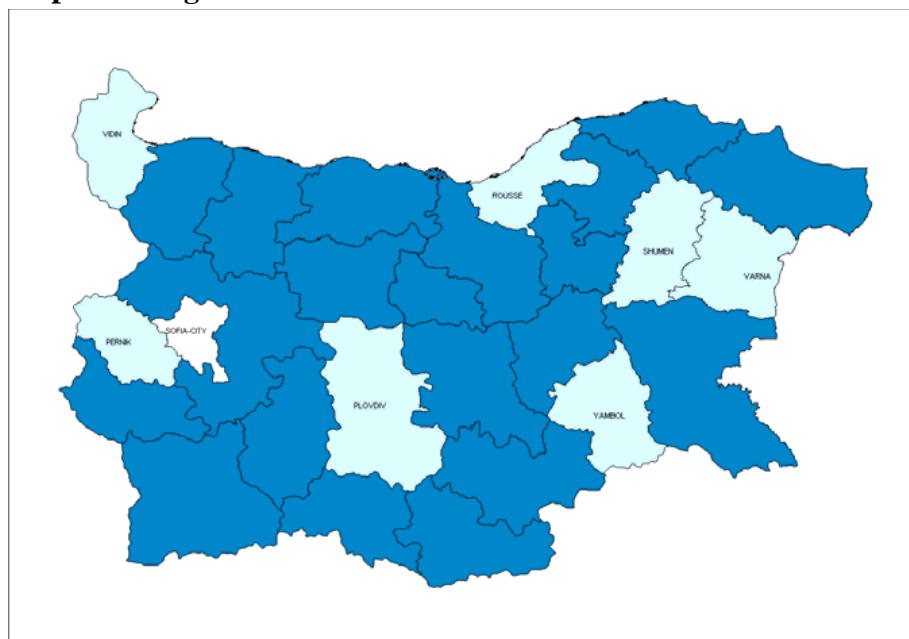 VIDIN
ROUSSE
SHUMEN
VARNA
SOFIA-CITY
PERNIK
PLOVDIV
YAMBOL